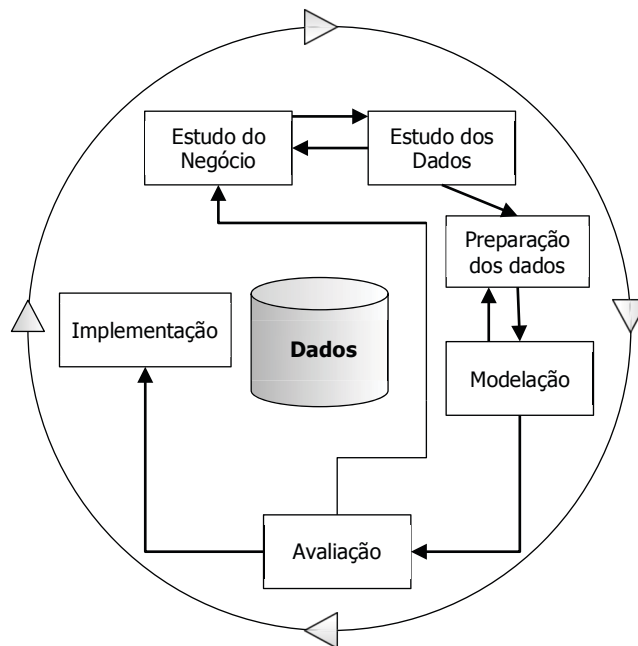 Estudo do
Negócio
Estudo dos
Dados
Preparação
dos dados
Implementação
Dados
Modelação
Avaliação